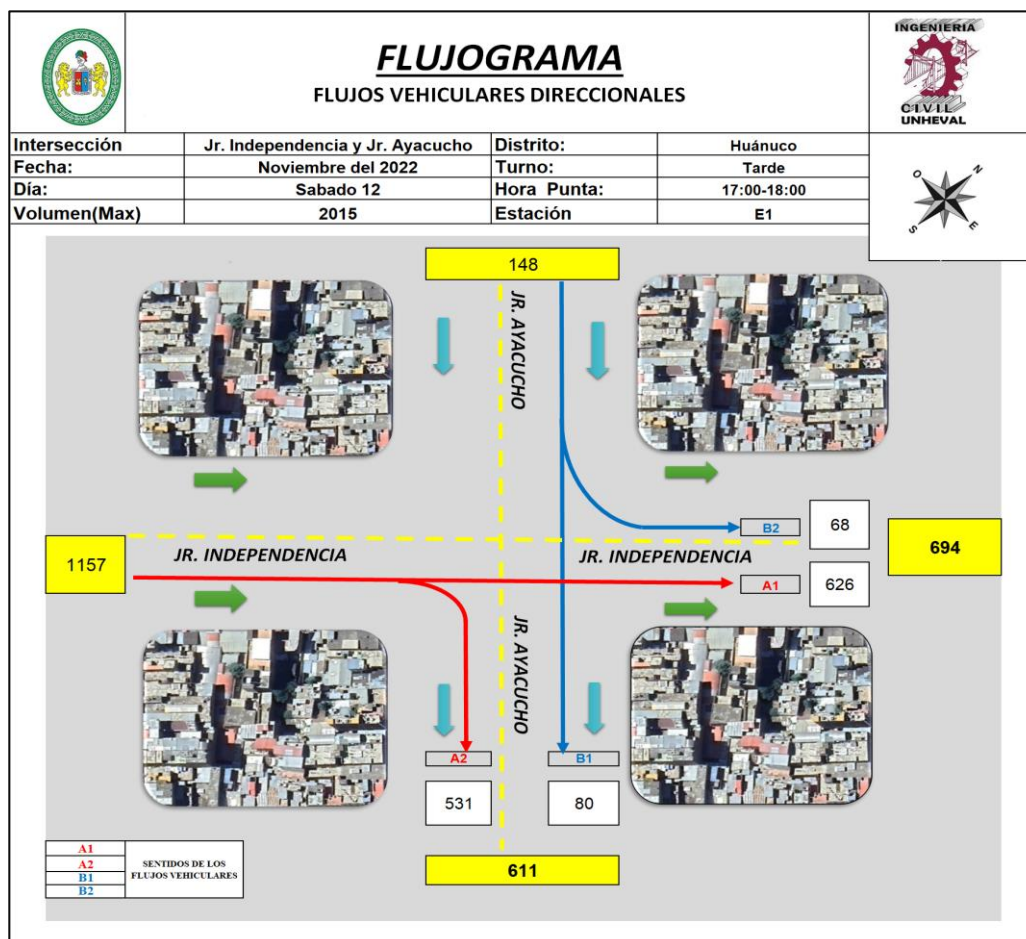 FLUJOGRAMA
FLUJOS VEHICULARES DIRECCIONALES
INGENIERIA
CIVIL
UNHEVAL
Intersección Jr. Independencia y Jr. Ayacucho Distrito: Huánuco
Fecha: Noviembre del 2022 Turno: Tarde
Día: Sabado 12 Hora Punta: 17:00-18:00
Volumen(Max) 2015 Estación E1
O N
S E
148
JR. AYACUCHO
B2 68
1157 JR. INDEPENDENCIA JR. INDEPENDENCIA 694
A1 626
JR. AYACUCHO
A2 B1
531 80
611
A1
A2
B1
B2
SENTIDOS DE LOS
FLUJOS VEHICULARES